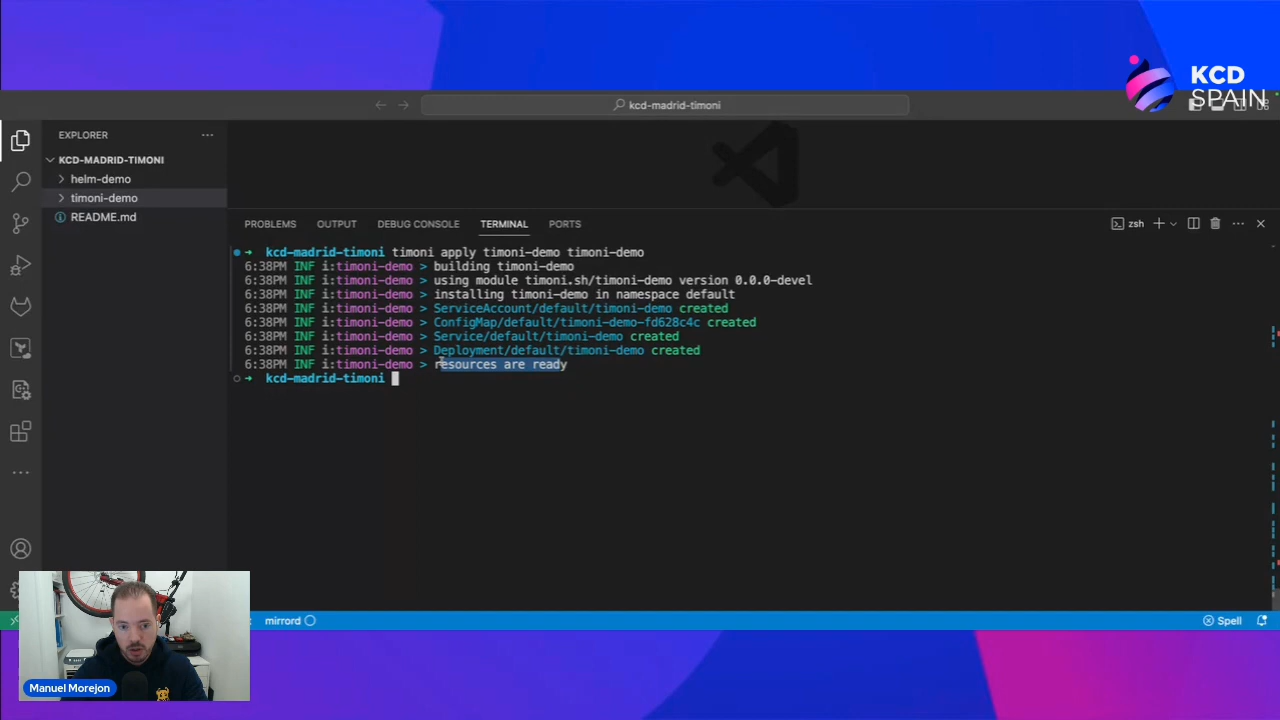 KCD
SPAIN
kcd-madrid-timoni
EXPLORER
KCD-MADRID-TIMONI
helm-demo
timoni-demo
README.md
PROBLEMS OUTPUT DEBUG CONSOLE TERMINAL PORTS
zsh
kcd-madrid-timoni timoni apply timoni-demo timoni-demo
6:38PM INF i:timoni-demo > building timoni-demo
6:38PM INF i:timoni-demo > using module timoni.sh/timoni-demo version 0.0.0-devel
6:38PM INF i:timoni-demo > installing timoni-demo in namespace default
6:38PM INF i:timoni-demo > ServiceAccount/default/timoni-demo created
6:38PM INF i:timoni-demo > ConfigMap/default/timoni-demo-fd628c4c created
6:38PM INF i:timoni-demo > Service/default/timoni-demo created
6:38PM INF i:timoni-demo > Deployment/default/timoni-demo created
6:38PM INF i:timoni-demo > resources are ready
kcd-madrid-timoni
mirrord
Spell
Manuel Morejon